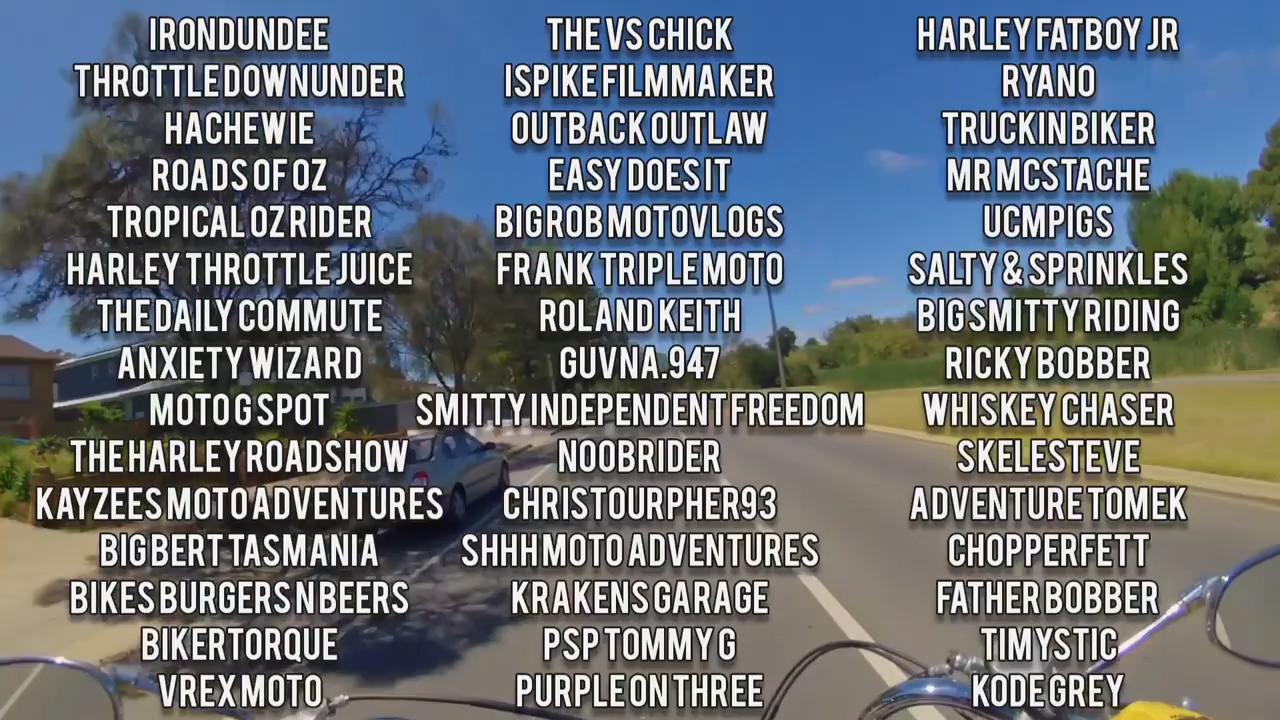 IRONDUNDEE
THROTTLE DOWNUNDER
HACHEWIE
ROADS OF OZ
TROPICAL OZ RIDER
HARLEY THROTTLE JUICE
THE DAILY COMMUTE
ANXIETY WIZARD
MOTO G SPOT
THE HARLEY ROADSHOW
KAYZEES MOTO ADVENTURES
BIG BERT TASMANIA
BIKES BURGERS N BEERS
BIKERTORQUE
VREX MOTO
THE VS CHICK
ISPIKE FILMMAKER
OUTBACK OUTLAW
EASY DOES IT
BIGROB MOTOVLOGS
FRANK TRIPLE MOTO
ROLAND KEITH
GUVNA.947
SMITTY INDEPENDENT FREEDOM
NOOBRIDER
CHRISTOURPHER93
SHHH MOTO ADVENTURES
KRAKENS GARAGE
PSP TOMMY G
PURPLE ON THREE
HARLEY FATBOY JR
RYANO
TRUCKIN BIKER
MR MCSTACHE
UCMPIGS
SALTY & SPRINKLES
BIG SMITTY RIDING
RICKY BOBBER
WHISKEY CHASER
SKELESTEVE
ADVENTURE TOMEK
CHOPPERFETT
FATHER BOBBER
TIMYSTIC
KODE GREY